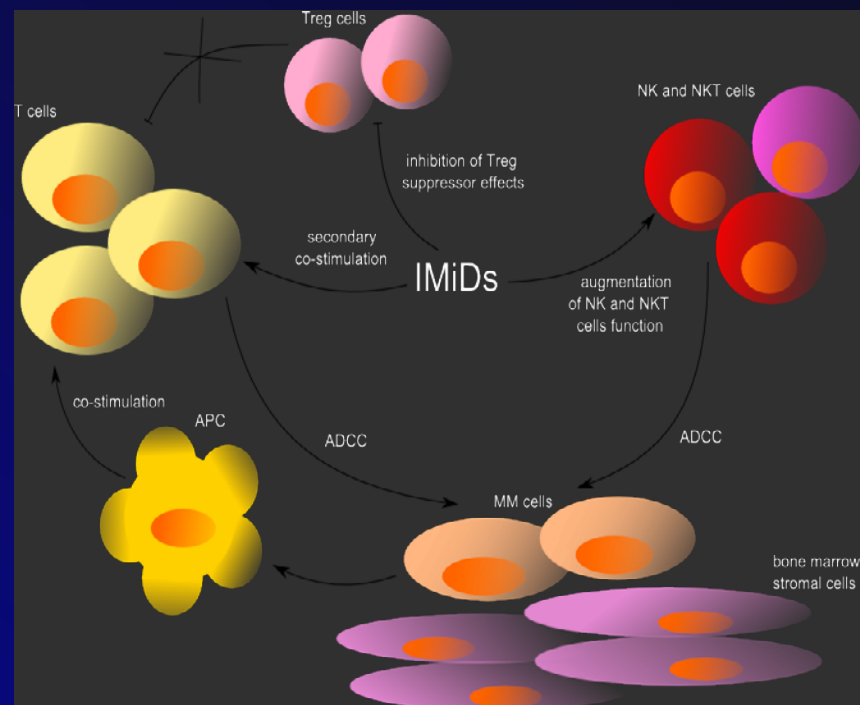 Treg cells
T cells
NK and NKT cells
inhibition of Treg
suppressor effects
secondary
co-stimulation
IMiDs
augmentation
of NK and NKT
cells function
co-stimulation
APC
ADCC
ADCC
MM cells
bone marrow
stromal cells